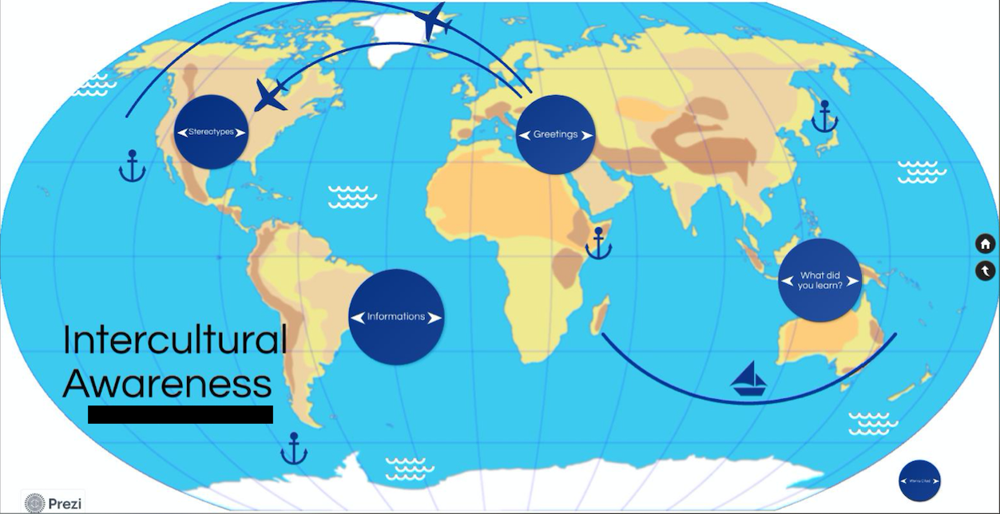 Stereotypes
Greetings
What did
you learn?
Informations
Intercultural
Awareness
Prezi